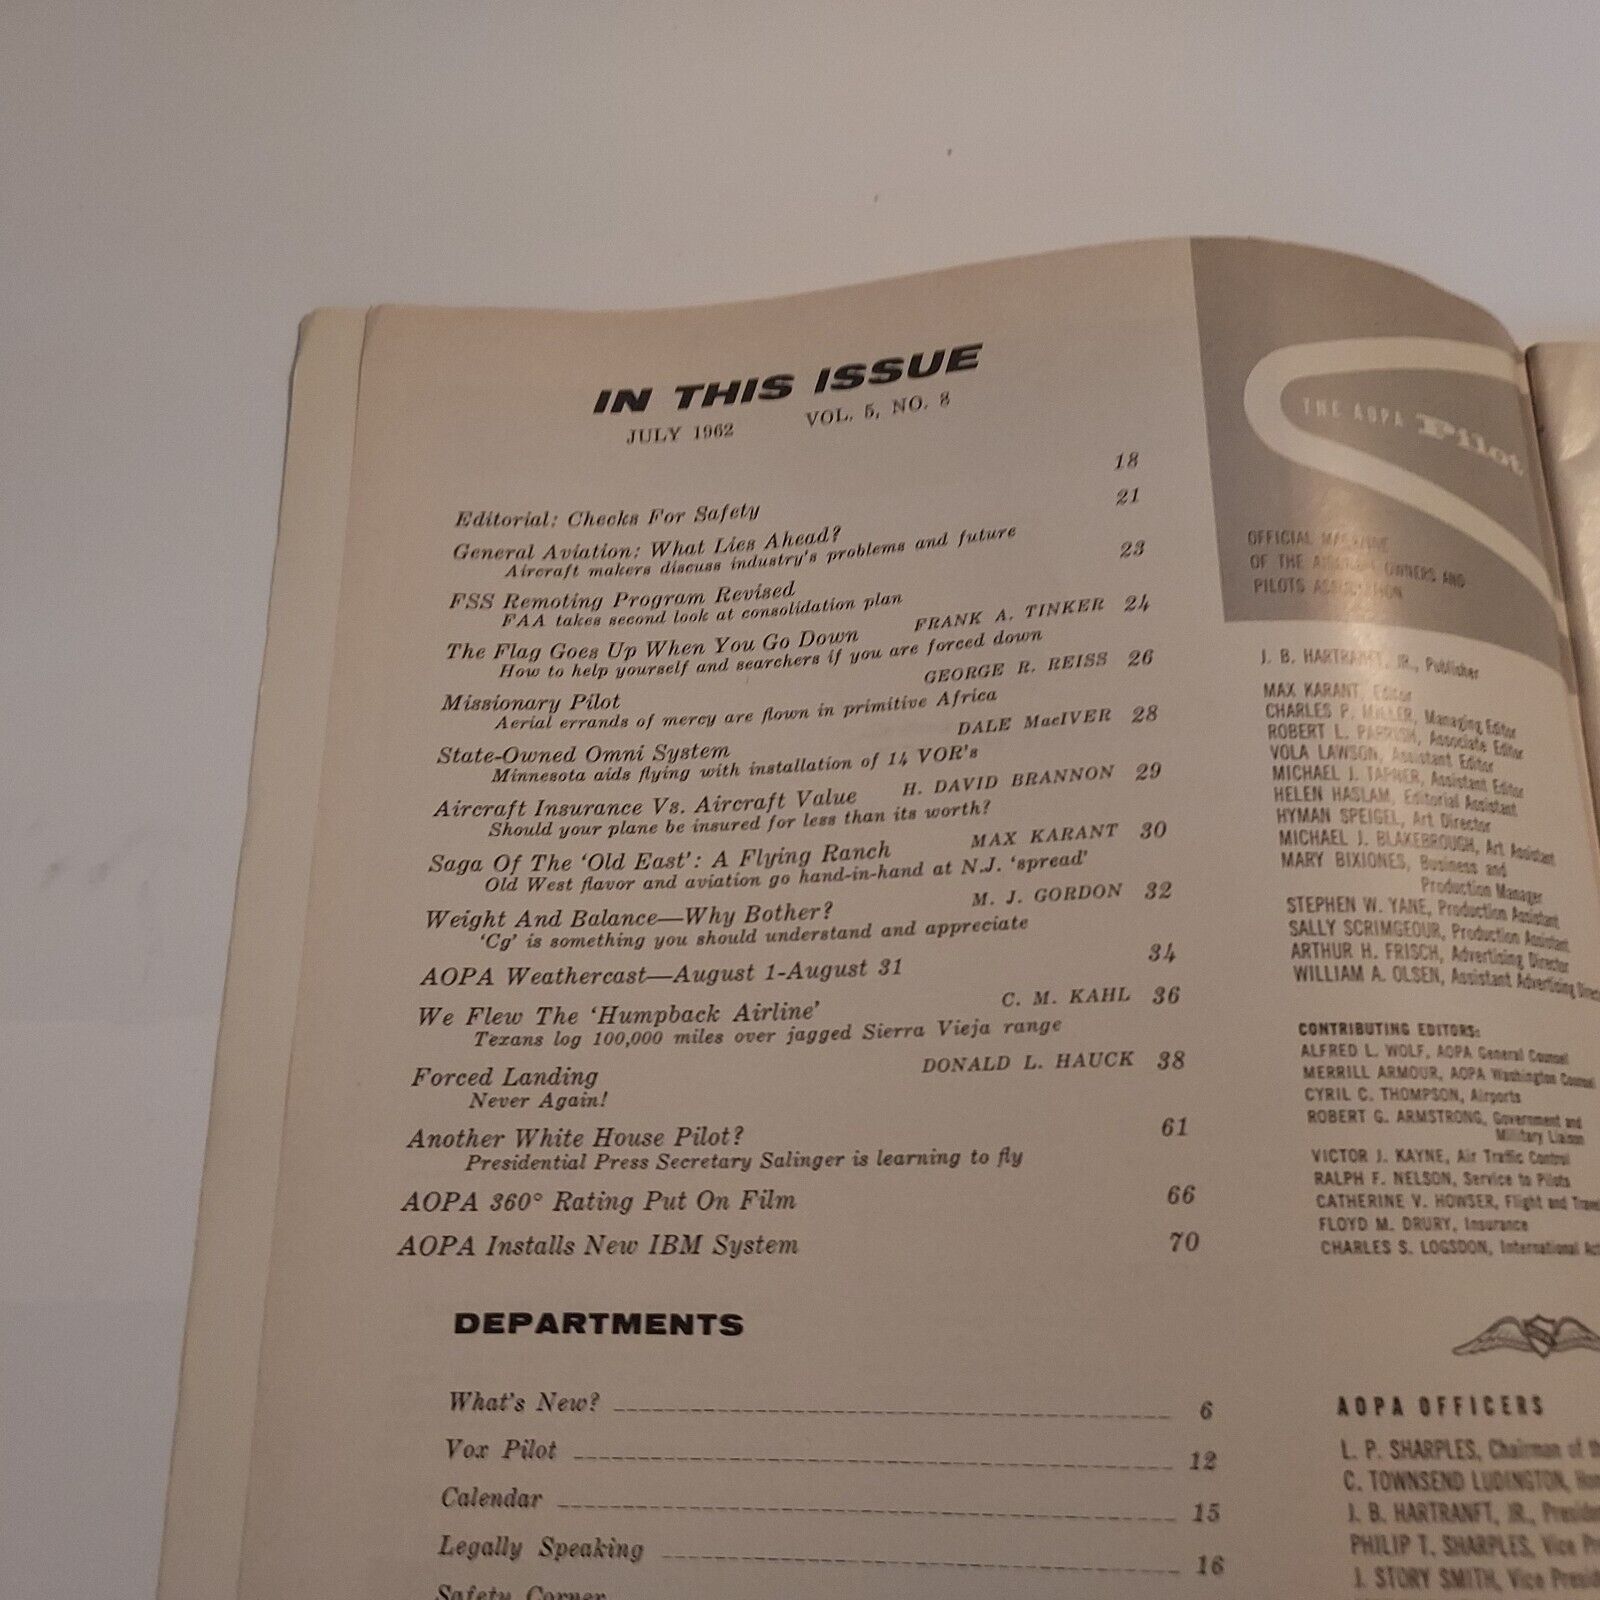 IN THIS ISSUE
JULY 1962 VOL. 5, NO. 8
Editorial: Checks For Safety 18
General Aviation: What Lies Ahead? 21
Aircraft makers discuss industry's problems and future
FSS Remoting Program Revised 23
FAA takes second look at consolidation plan
The Flag Goes Up When You Go Down FRANK A. TINKER 24
How to help yourself and searchers if you are forced down
Missionary Pilot GEORGE R. REISS 26
Aerial errands of mercy are flown in primitive Africa
State-Owned Omni System DALE MacIVER 28
Minnesota aids flying with installation of 14 VOR's
Aircraft Insurance Vs. Aircraft Value H. DAVID BRANNON 29
Should your plane be insured for less than its worth?
Saga Of The 'Old East': A Flying Ranch MAX KARANT 30
Old West flavor and aviation go hand-in-hand at N.J. 'spread'
Weight And Balance—Why Bother? M. J. GORDON 32
'Cg' is something you should understand and appreciate
AOPA Weathercast—August 1-August 31 34
We Flew The 'Humpback Airline' C. M. KAHL 36
Texans log 100,000 miles over jagged Sierra Vieja range
Forced Landing DONALD L. HAUCK 38
Never Again!
Another White House Pilot? 61
Presidential Press Secretary Salinger is learning to fly
AOPA 360° Rating Put On Film 66
AOPA Installs New IBM System 70
DEPARTMENTS
What's New? 6
Vox Pilot 12
Calendar 15
Legally Speaking 16
Safety Corner
THE AOPA Pilot
OFFICIAL MAGAZINE
OF THE AIRCRAFT OWNERS AND
PILOTS ASSOCIATION
J. B. HARTRANFT, JR., Publisher
MAX KARANT, Editor
CHARLES P. MILLER, Managing Editor
ROBERT L. PARRISH, Associate Editor
VOLA LAWSON, Assistant Editor
MICHAEL J. TAPNER, Assistant Editor
HELEN HASLAM, Editorial Assistant
HYMAN SPEIGEL, Art Director
MICHAEL J. BLAKEBROUGH, Art Assistant
MARY BIXIONES, Business and
Production Manager
STEPHEN W. YANE, Production Assistant
SALLY SCRIMGEOUR, Production Assistant
ARTHUR H. FRISCH, Advertising Director
WILLIAM A. OLSEN, Assistant Advertising
CONTRIBUTING EDITORS:
ALFRED L. WOLF, AOPA General Counsel
MERRILL ARMOUR, AOPA Washington Counsel
CYRIL C. THOMPSON, Airports
ROBERT G. ARMSTRONG, Government and
Military Liaison
VICTOR J. KAYNE, Air Traffic Control
RALPH F. NELSON, Service to Pilots
CATHERINE V. HOWSER, Flight and
FLOYD M. DRURY, Insurance
CHARLES S. LOGSDON, International
AOPA OFFICERS
L. P. SHARPLES, Chairman of
C. TOWNSEND LUDINGTON,
J. B. HARTRANFT, JR.,
PHILIP T. SHARPLES, Vice
J. STORY SMITH, Vice